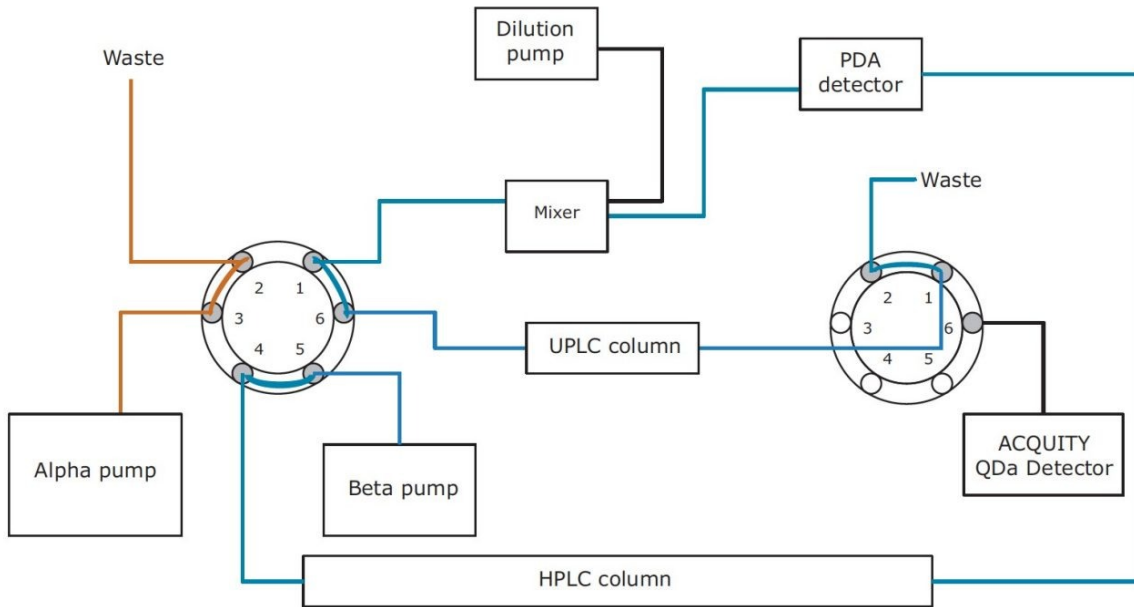 Dilution
pump
Waste
PDA
detector
Waste
Mixer
2 1
3 6
4 5
2 1
3 6
4 5
UPLC column
Alpha pump
Beta pump
ACQUITY
QDa Detector
HPLC column